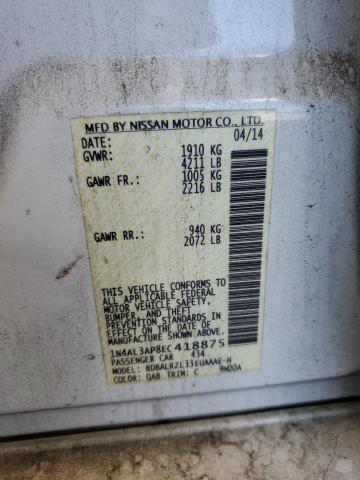 MFD BY NISSAN MOTOR CO., LTD.
DATE: 04/14
GVWR: 1910 KG
4211 LB
GAWR FR.: 1005 KG
2216 LB
GAWR RR.: 940 KG
2072 LB
THIS VEHICLE CONFORMS TO
ALL APPLICABLE FEDERAL
MOTOR VEHICLE SAFETY,
BUMPER, AND THEFT
PREVENTION STANDARDS IN
EFFECT ON THE DATE OF
MANUFACTURE SHOWN ABOVE.
1N4AL3AP8EC418875
PASSENGER CAR 434
MODEL: BDBALRZL33EUAAAE-H
COLOR: QAB TRIM: C 9N00A